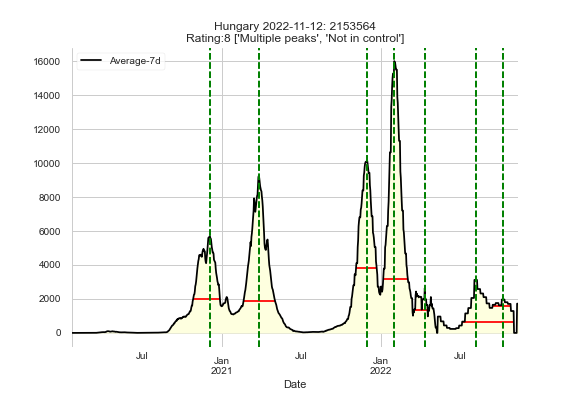 Hungary 2022-11-12: 2153564
Rating:8 ['Multiple peaks', 'Not in control']
Average-7d
16000
14000
12000
10000
8000
6000
4000
2000
0
Jul
Jan
2021
Jul
Jan
2022
Jul
Date